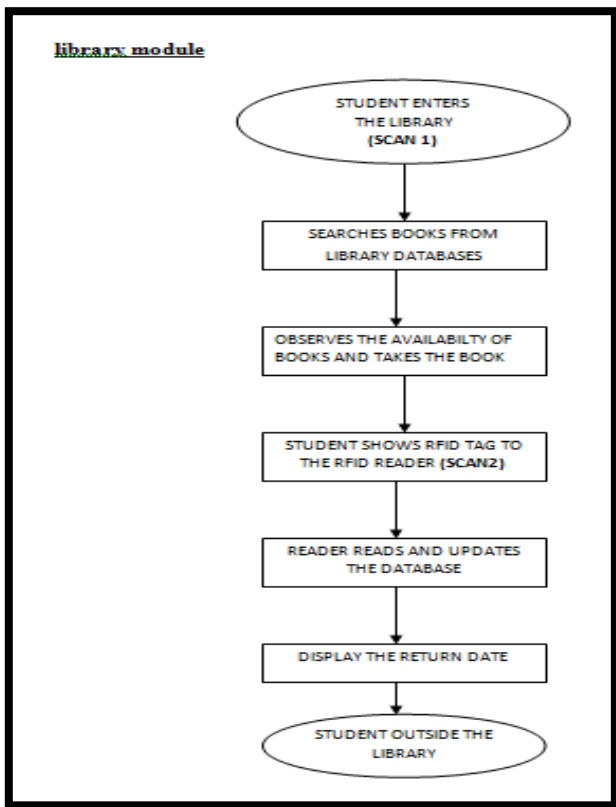 library module
STUDENT ENTERS
THE LIBRARY
(SCAN 1)
SEARCHES BOOKS FROM
LIBRARY DATABASES
OBSERVES THE AVAILABILTY OF
BOOKS AND TAKES THE BOOK
STUDENT SHOWS RFID TAG TO
THE RFID READER (SCAN2)
READER READS AND UPDATES
THE DATABASE
DISPLAY THE RETURN DATE
STUDENT OUTSIDE THE
LIBRARY